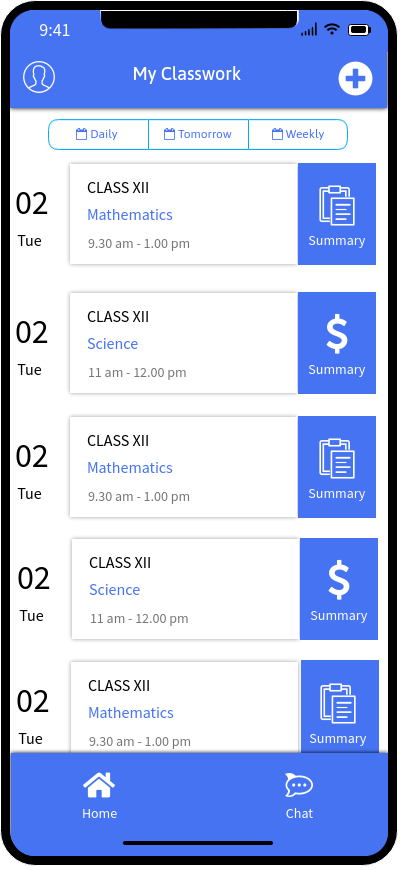 9:41
My Classwork
Daily
Tomorrow
Weekly
02
Tue
CLASS XII
Mathematics
9.30 am - 1.00 pm
Summary
02
Tue
CLASS XII
Science
11 am - 12.00 pm
$
Summary
02
Tue
CLASS XII
Mathematics
9.30 am - 1.00 pm
Summary
02
Tue
CLASS XII
Science
11 am - 12.00 pm
$
Summary
02
Tue
CLASS XII
Mathematics
9.30 am - 1.00 pm
Summary
Home
Chat